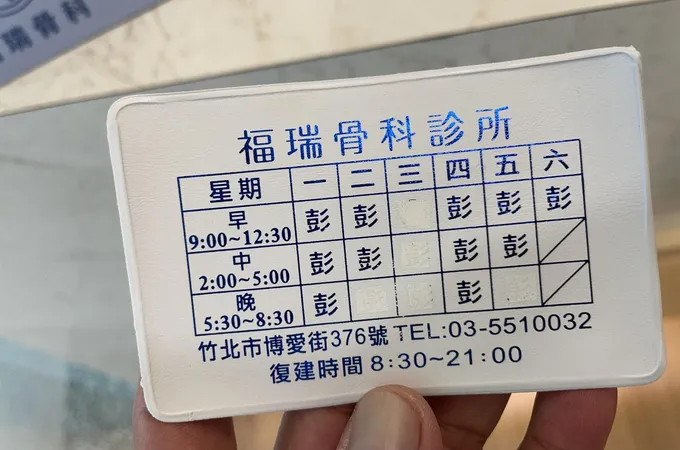 瑞骨科
福瑞骨科診所
星期 一 二 三 四 五 六
早 9:00~12:30 彭 彭 彭 彭 彭
中 2:00~5:00 彭 彭 彭 彭
晚 5:30~8:30 彭 彭
竹北市博愛街376號 TEL:03-5510032
復建時間 8:30~21:00